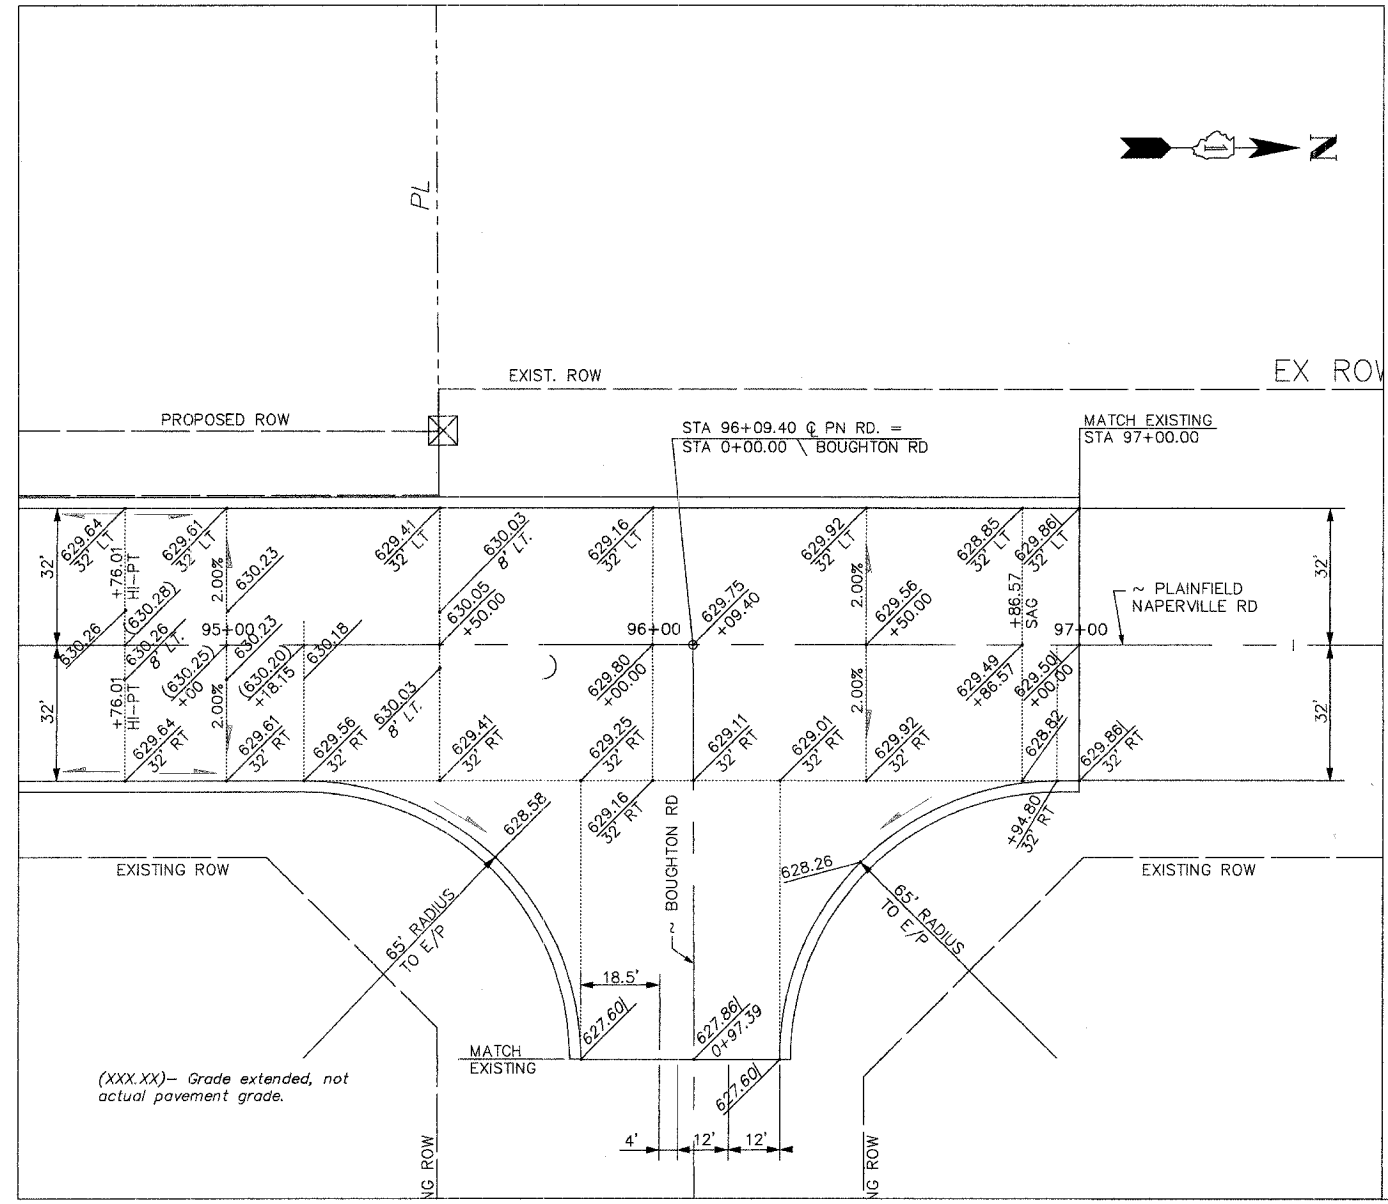 PL
N
EXIST. ROW
EX ROW
PROPOSED ROW
STA 96+09.40 ℄ PN RD. =
STA 0+00.00 \ BOUGHTON RD
MATCH EXISTING
STA 97+00.00
32'
629.64
32' LT
+76.01
HI-PT
629.61
32' LT
2.00%
630.23
629.41
32' LT
630.03
8' LT.
630.05
+50.00
629.16
32' LT
629.75
+09.40
629.92
32' LT
2.00%
629.56
+50.00
628.85
32' LT
+86.57
SAG
629.86
32' LT
32'
~ PLAINFIELD
NAPERVILLE RD
630.26
(630.28)
630.26
8' LT.
95+00
630.23
96+00
97+00
32'
+76.01
HI-PT
(630.25)
+00
2.00%
(630.20)
+18.15
630.18
630.03
8' LT.
629.80
+00.00
2.00%
629.49
+86.57
629.50
+00.00
32'
629.64
32' RT
629.61
32' RT
629.56
32' RT
629.41
32' RT
629.25
32' RT
629.11
32' RT
629.01
32' RT
629.92
32' RT
628.82
629.86
32' RT
629.16
32' RT
+94.80
32' RT
628.58
628.26
EXISTING ROW
EXISTING ROW
~ BOUGHTON RD
65' RADIUS
TO E/P
65' RADIUS
TO E/P
18.5'
627.60
627.86
0+97.39
627.60
MATCH
EXISTING
(XXX.XX)– Grade extended, not
actual pavement grade.
4'
12'
12'
NG ROW
NG ROW